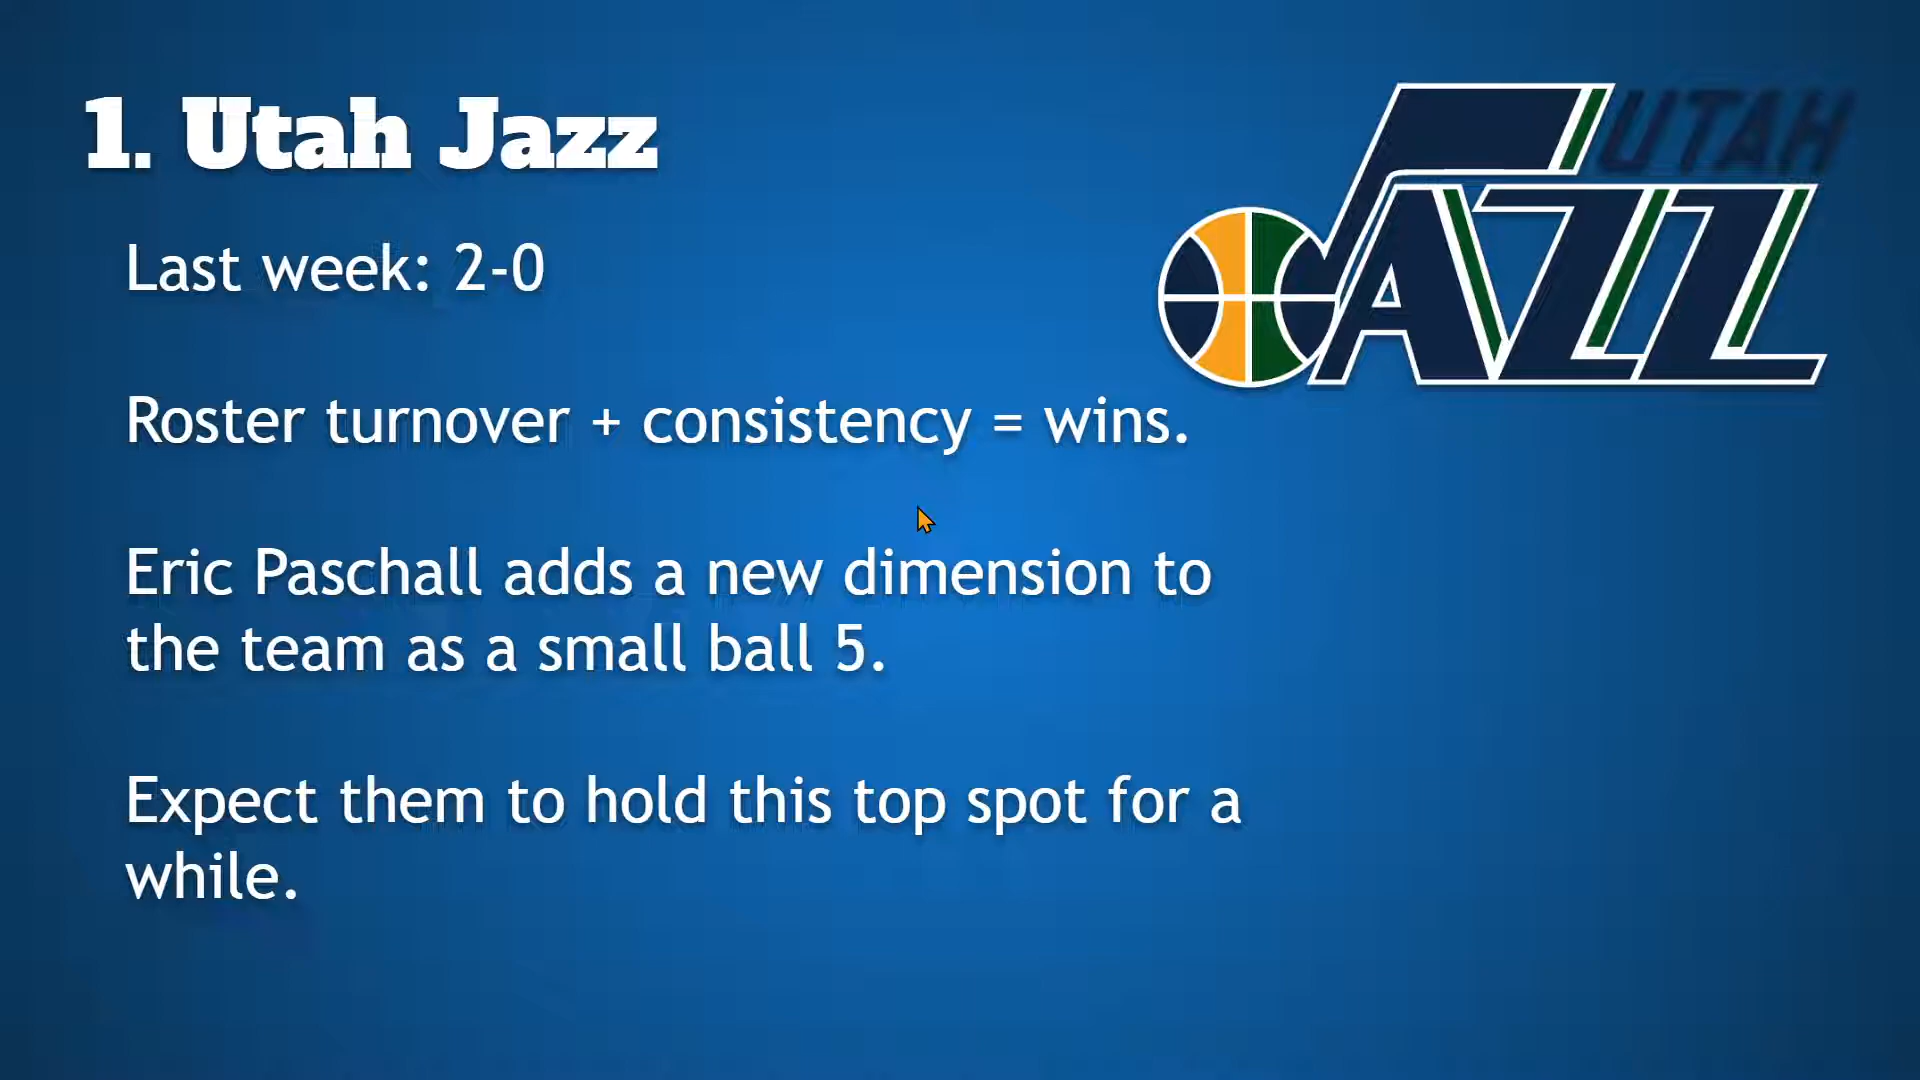 1. Utah Jazz
UTAH
JAZZ
Last week: 2-0
Roster turnover + consistency = wins.
Eric Paschall adds a new dimension to
the team as a small ball 5.
Expect them to hold this top spot for a
while.